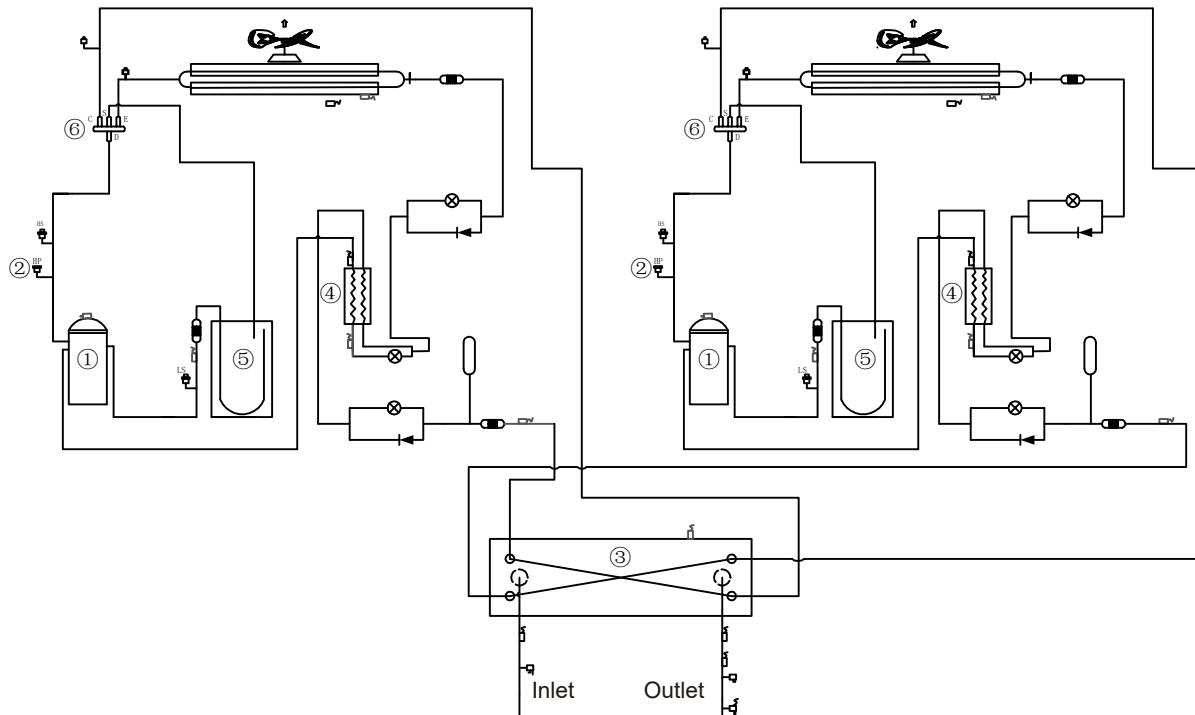 C S E
⑥
D
C S E
⑥
D
HS
② HP
HS
② HP
④
④
① ⑤
① ⑤
LS
LS
③
Inlet Outlet